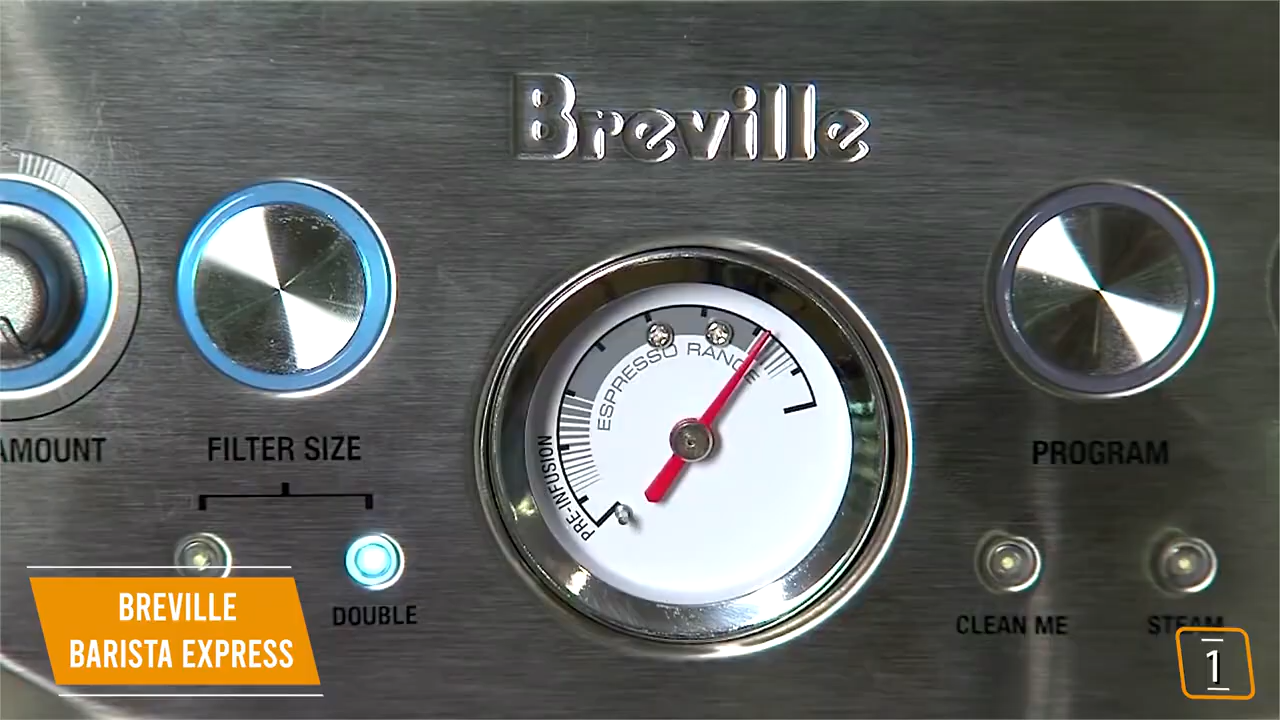 Breville
ESPRESSO RANGE
PRE-INFUSION
AMOUNT
FILTER SIZE
PROGRAM
DOUBLE
CLEAN ME
STEAM
BREVILLE
BARISTA EXPRESS
1